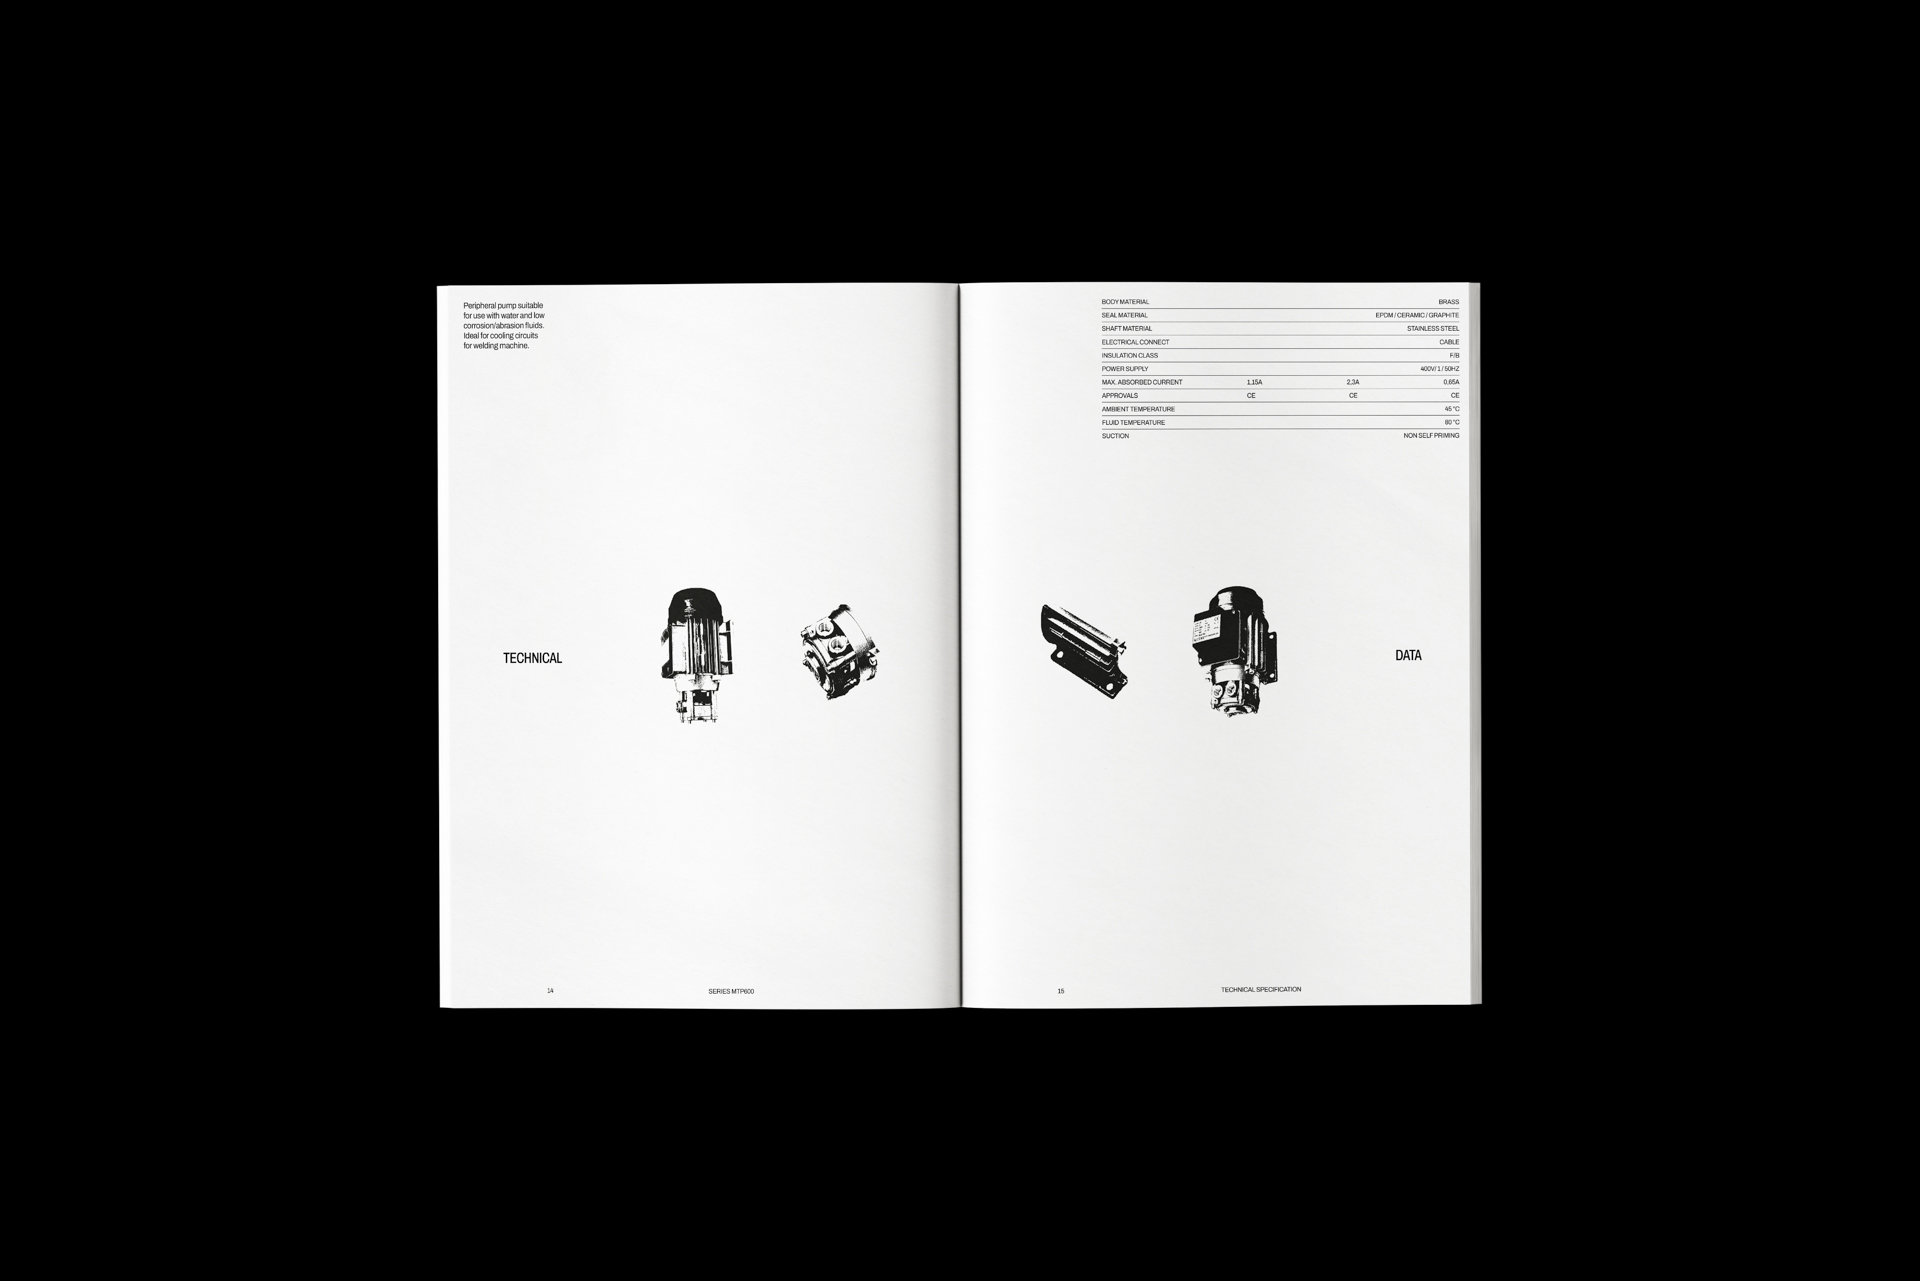 Peripheral pump suitable
for use with water and low
corrosion/abrasion fluids.
Ideal for cooling circuits
for welding machine.
TECHNICAL
14
SERIES MTP600
BODY MATERIAL BRASS
SEAL MATERIAL EPDM / CERAMIC / GRAPHITE
SHAFT MATERIAL STAINLESS STEEL
ELECTRICAL CONNECT CABLE
INSULATION CLASS F/B
POWER SUPPLY 400V/ 1 / 50HZ
MAX. ABSORBED CURRENT 1,15A 2,3A 0.65A
APPROVALS CE CE CE
AMBIENT TEMPERATURE 45 °C
FLUID TEMPERATURE 80 °C
SUCTION NON SELF PRIMING
DATA
15
TECHNICAL SPECIFICATION